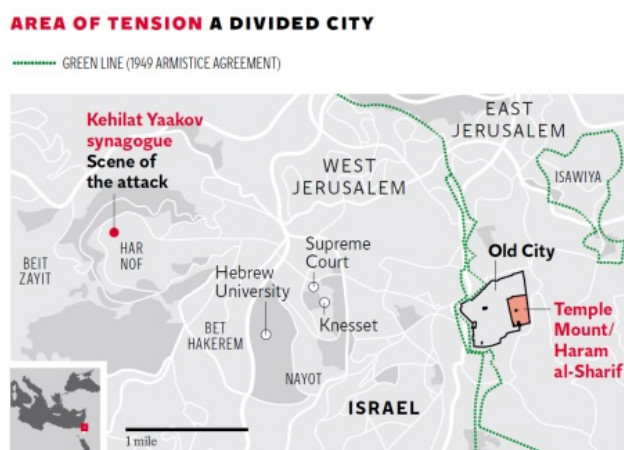 AREA OF TENSION A DIVIDED CITY
GREEN LINE (1949 ARMISTICE AGREEMENT)
Kehilat Yaakov
synagogue
Scene of
the attack
EAST
JERUSALEM
WEST
JERUSALEM
ISAWIYA
BEIT
ZAYIT
HAR
NOF
Hebrew
University
Supreme
Court
Old City
Knesset
BET
HAKEREM
NAYOT
Temple
Mount/
Haram
al-Sharif
ISRAEL
1 mile